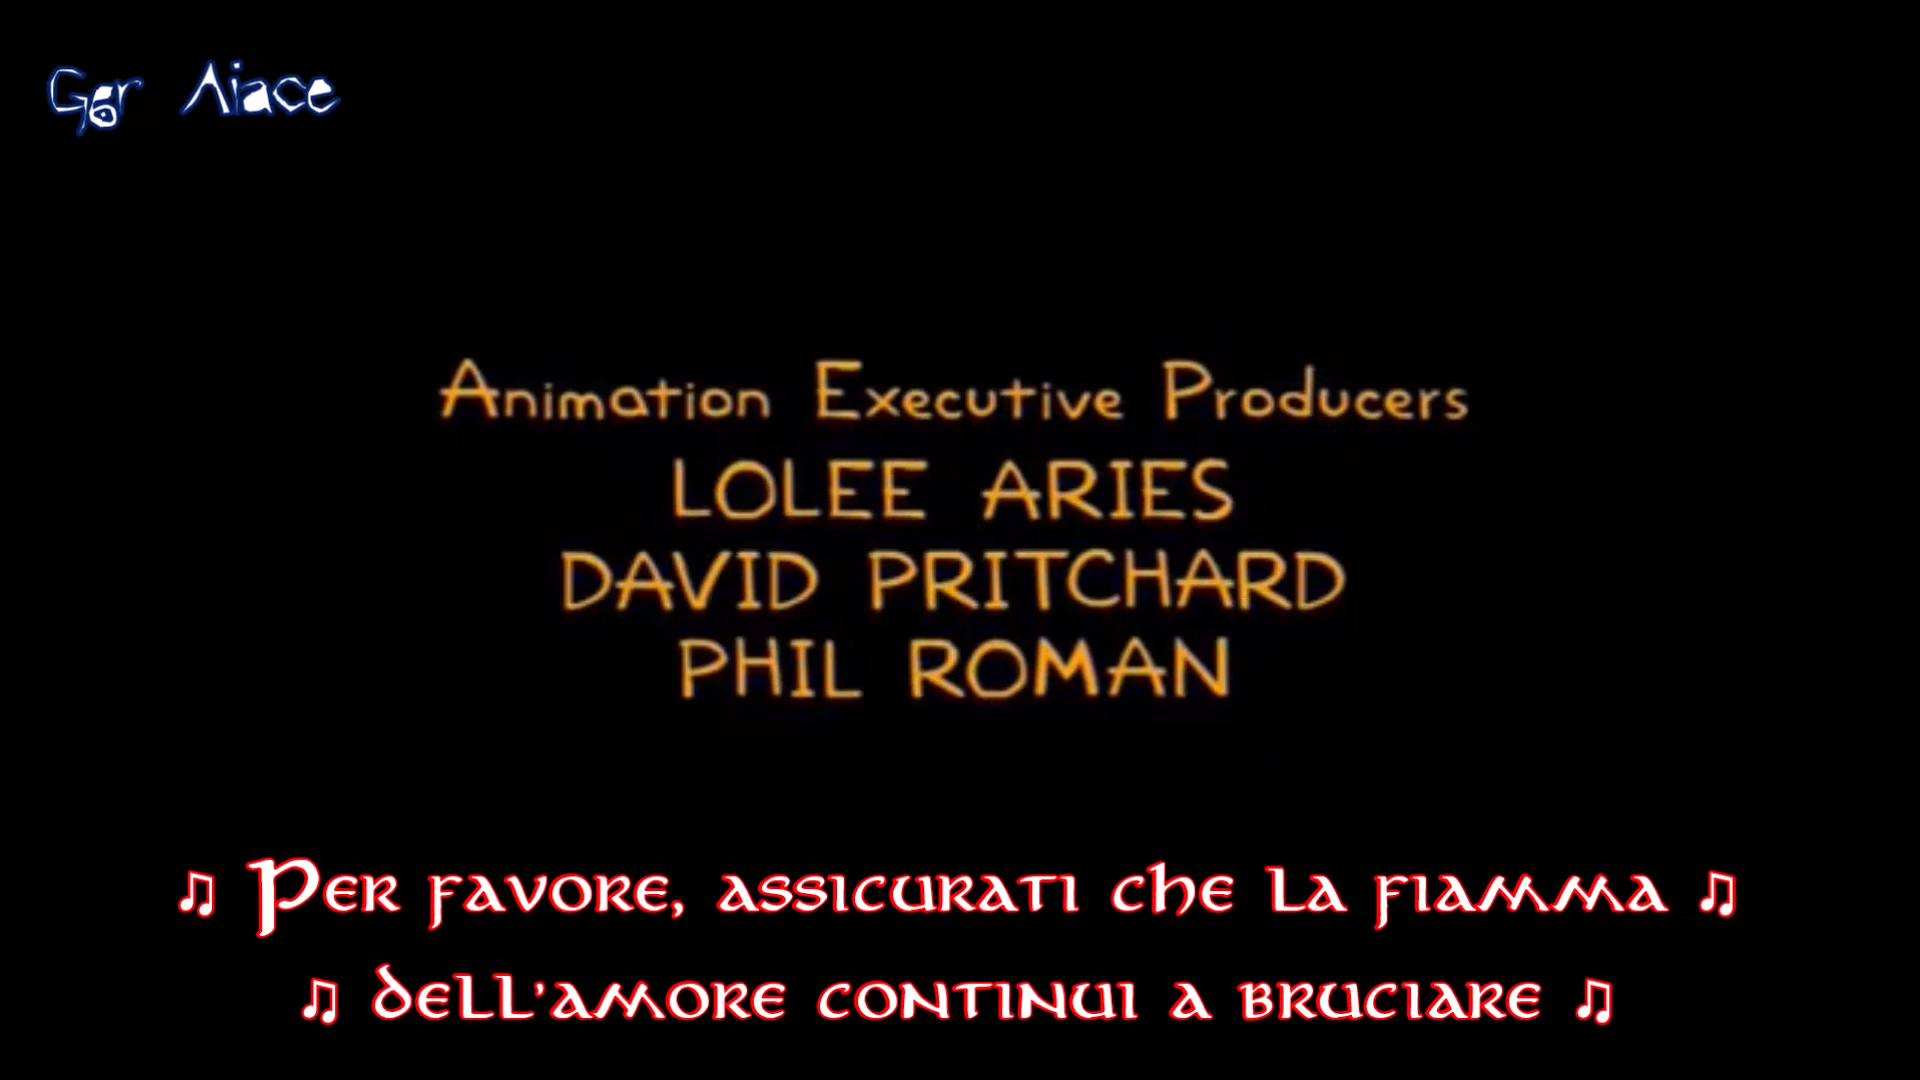 Ggr Aiace
Animation Executive Producers
LOLEE ARIES
DAVID PRITCHARD
PHIL ROMAN
♫ Per favore, assicurati che la fiamma ♫
♫ dell'amore continui a bruciare ♫